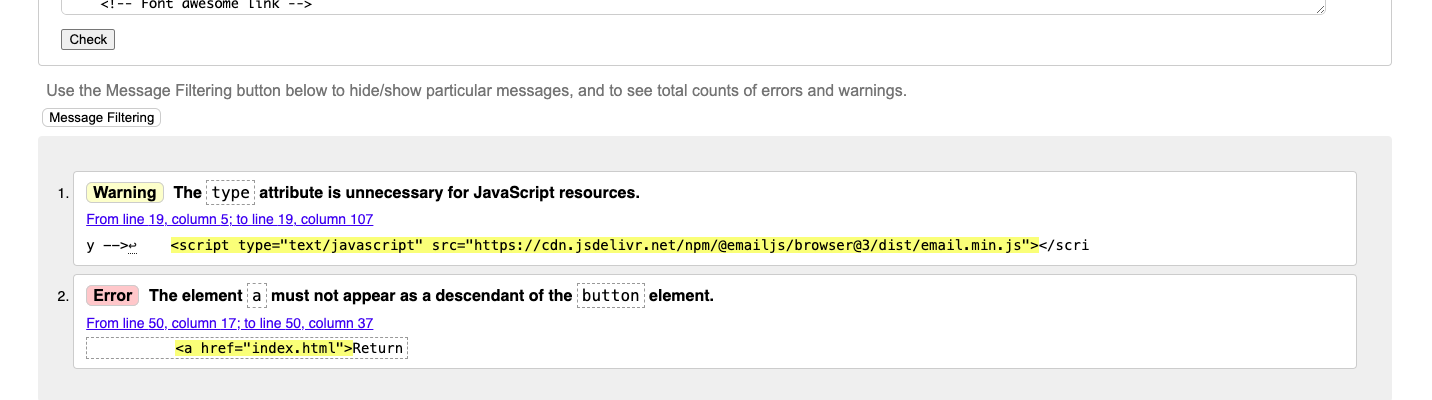 <!-- Font awesome link -->
Check
Use the Message Filtering button below to hide/show particular messages, and to see total counts of errors and warnings.
Message Filtering
1. Warning The type attribute is unnecessary for JavaScript resources.
From line 19, column 5; to line 19, column 107
y -->↩ <script type="text/javascript" src="https://cdn.jsdelivr.net/npm/@emailjs/browser@3/dist/email.min.js"></scri
2. Error The element a must not appear as a descendant of the button element.
From line 50, column 17; to line 50, column 37
<a href="index.html">Return